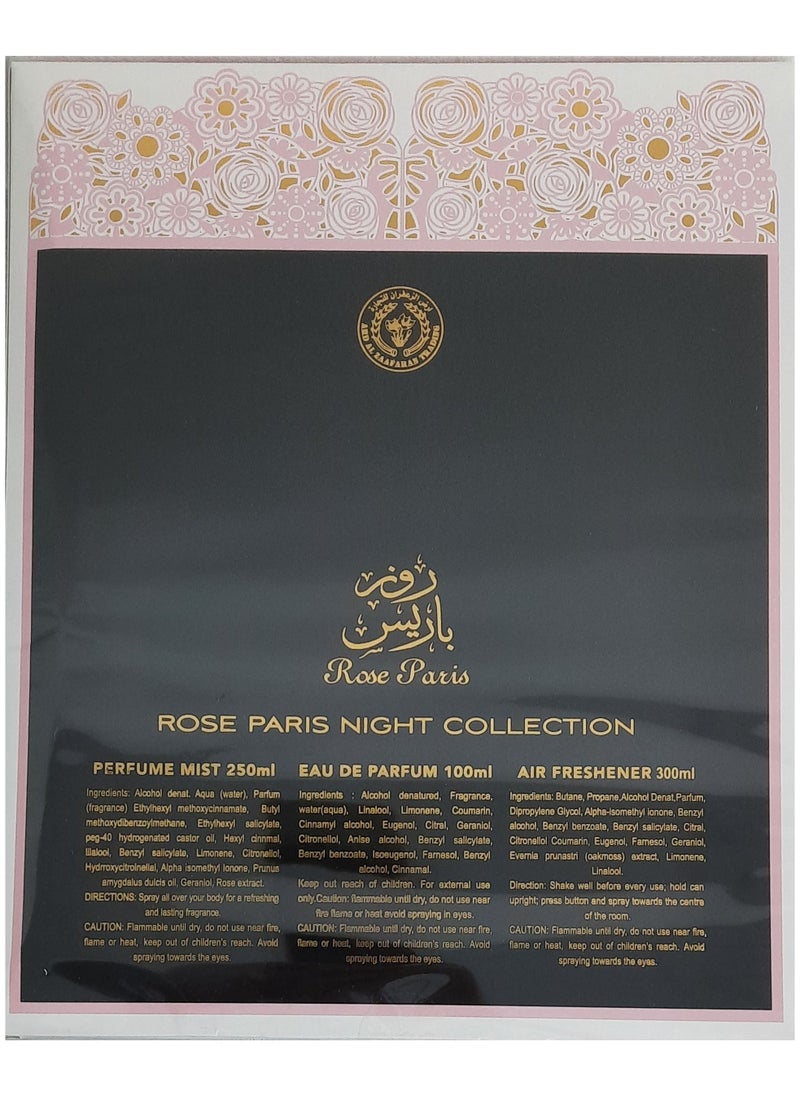 ارض الزعفران للتجارة
ARD AL ZAAFARAN TRADING
روز
باريس
Rose Paris
ROSE PARIS NIGHT COLLECTION
PERFUME MIST 250ml
Ingredients: Alcohol denat. Aqua (water), Parfum
(fragrance) Ethylhexyl methoxycinnamate, Butyl
methoxydibenzoylmethane, Ethylhexyl salicylate,
peg-40 hydrogenated castor oil, Hexyl cinnmal,
lilalool, Benzyl salicylate, Limonene, Citronellol,
Hydrroxycitroinellal, Alpha isomethyl ionone, Prunus
amygdalus dulcis oil, Geraniol, Rose extract.
DIRECTIONS: Spray all over your body for a refreshing
and lasting fragrance.
CAUTION: Flammable until dry, do not use near fire,
flame or heat, keep out of children's reach. Avoid
spraying towards the eyes.
EAU DE PARFUM 100ml
Ingredients : Alcohol denatured, Fragrance,
water(aqua), Linalool, Limonene, Coumarin,
Cinnamyl alcohol, Eugenol, Citral, Geraniol,
Citronellol, Anise alcohol, Benzyl salicylate,
Benzyl benzoate, Isoeugenol, Farnesol, Benzyl
alcohol, Cinnamal.
Keep out reach of children. For external use
only.Caution: flammable until dry, do not use near
fire flame or heat avoid spraying in eyes.
CAUTION: Flammable until dry, do not use near fire,
flame or heat, keep out of children's reach. Avoid
spraying towards the eyes.
AIR FRESHENER 300ml
Ingredients: Butane, Propane,Alcohol Denat,Parfum,
Dipropylene Glycol, Alpha-isomethyl ionone, Benzyl
alcohol, Benzyl benzoate, Benzyl salicylate, Citral,
Citronellol Coumarin, Eugenol, Farnesol, Geraniol,
Evernia prunastri (oakmoss) extract, Limonene,
Linalool.
Direction: Shake well before every use; hold can
upright; press button and spray towards the centre
of the room.
CAUTION: Flammable until dry, do not use near fire,
flame or heat, keep out of children's reach. Avoid
spraying towards the eyes.